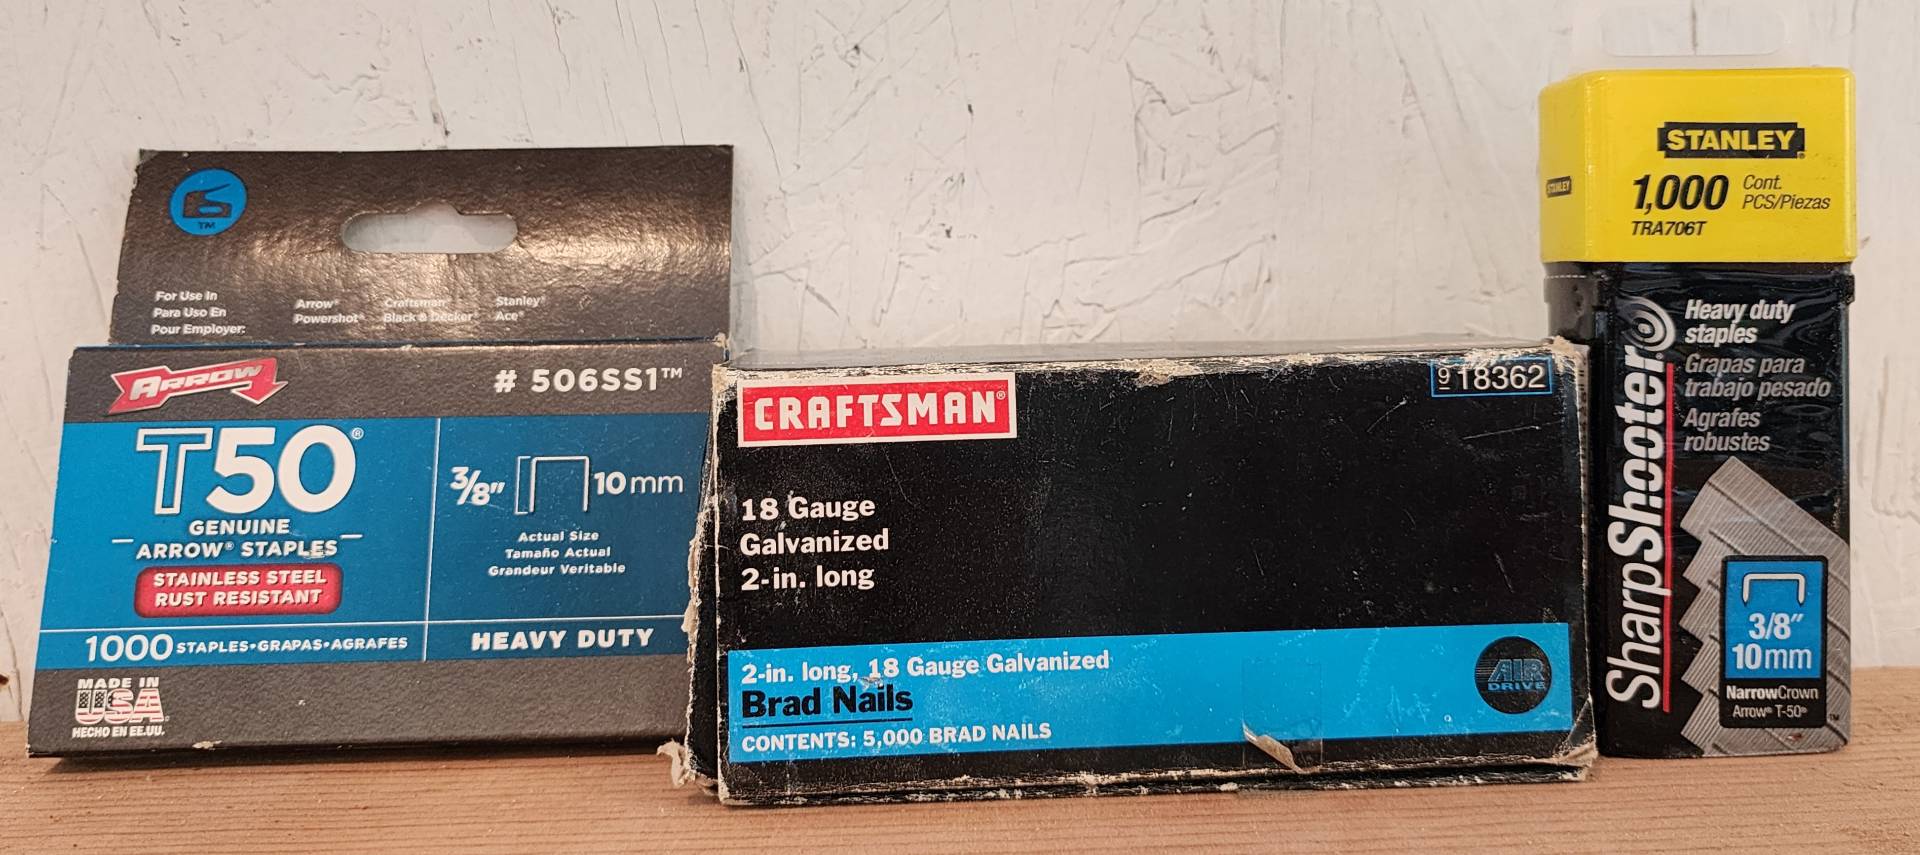 TM
For Use In
Para Uso En
Pour Employer:
Arrow®
Powershot®
Craftsman®
Black & Decker®
Stanley®
Ace®
ARROW
# 506SS1™
T50®
GENUINE
ARROW® STAPLES
STAINLESS STEEL
RUST RESISTANT
3/8" 10mm
Actual Size
Tamaño Actual
Grandeur Veritable
1000 STAPLES•GRAPAS•AGRAFES
HEAVY DUTY
MADE IN
USA
HECHO EN EE.UU.
CRAFTSMAN®
9 18362
18 Gauge
Galvanized
2-in. long
2-in. long, 18 Gauge Galvanized
Brad Nails
CONTENTS: 5,000 BRAD NAILS
AIR
DRIVE
STANLEY®
STANLEY
1,000 Cont.
PCS/Piezas
TRA706T
SharpShooter
Heavy duty
staples
Grapas para
trabajo pesado
Agrafes
robustes
3/8"
10mm
NarrowCrown
Arrow® T-50®
TM